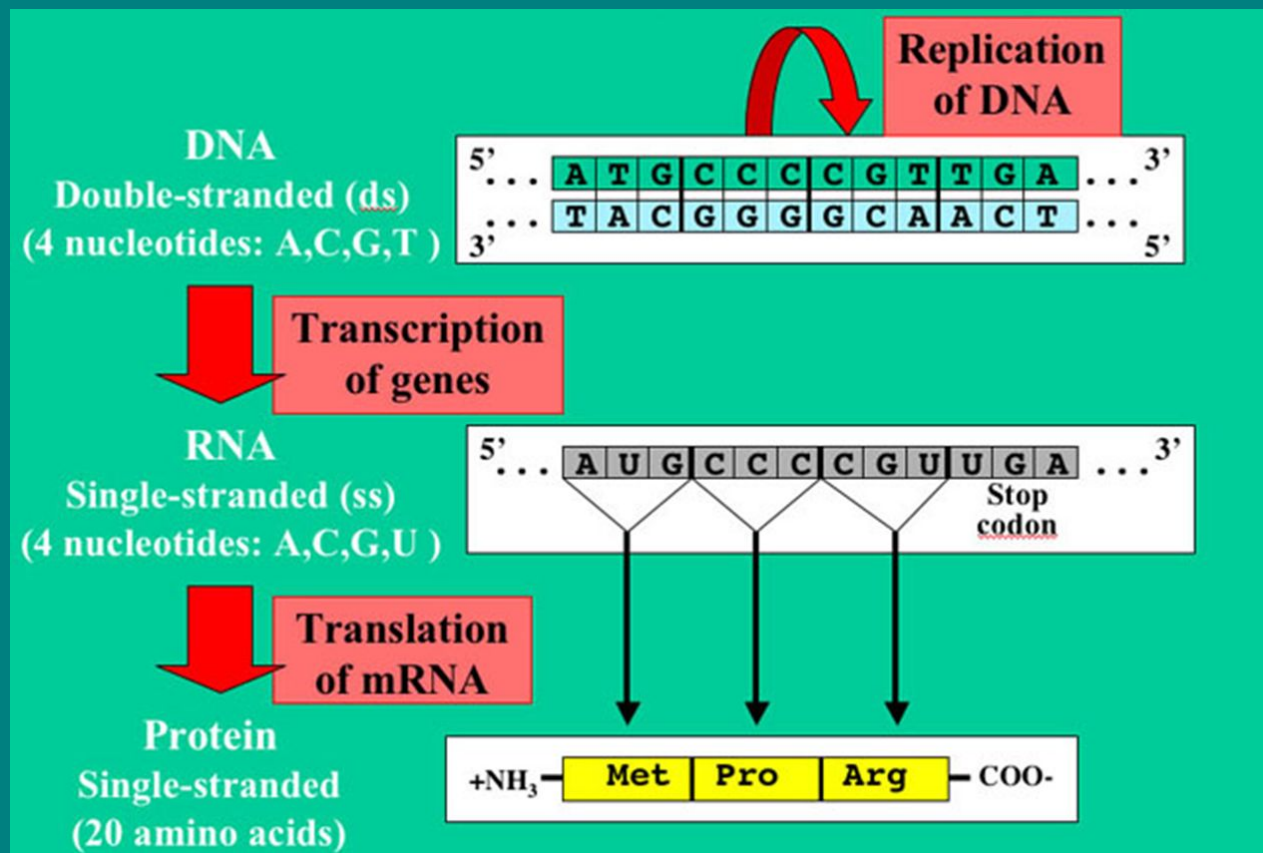 Replication
of DNA
DNA
Double-stranded (ds)
(4 nucleotides: A,C,G,T )
5’... A T G C C C C G T T G A ...3’
... T A C G G G G C A A C T ...
3’ 5’
Transcription
of genes
RNA
Single-stranded (ss)
(4 nucleotides: A,C,G,U )
5’... A U G C C C C G U U G A ...3’
Stop
codon
Translation
of mRNA
Protein
Single-stranded
(20 amino acids)
+NH₃ Met Pro Arg COO-